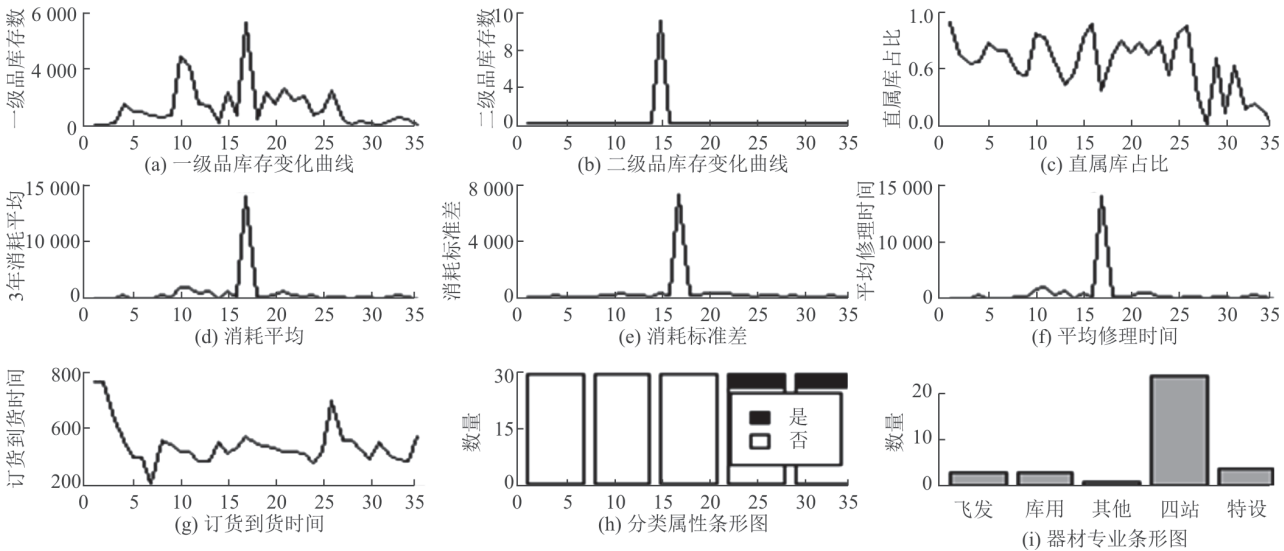 一级品库存数
6 000
4 000
0
0 5 10 15 20 25 30 35
(a) 一级品库存变化曲线
二级品库存数
10
8
4
0
0 5 10 15 20 25 30 35
(b) 二级品库存变化曲线
直属库占比
1.0
0.6
0.0
0 5 10 15 20 25 30 35
(c) 直属库占比
3年消耗平均
15 000
10 000
0
0 5 10 15 20 25 30 35
(d) 消耗平均
消耗标准差
8 000
4 000
0
0 5 10 15 20 25 30 35
(e) 消耗标准差
平均修理时间
15 000
10 000
0
0 5 10 15 20 25 30 35
(f) 平均修理时间
订货到货时间
800
600
200
0 5 10 15 20 25 30 35
(g) 订货到货时间
数量
30
15
0
是
否
0 5 10 15 20 25 30 35
(h) 分类属性条形图
数量
20
10
0
飞发 库用 其他 四站 特设
(i) 器材专业条形图